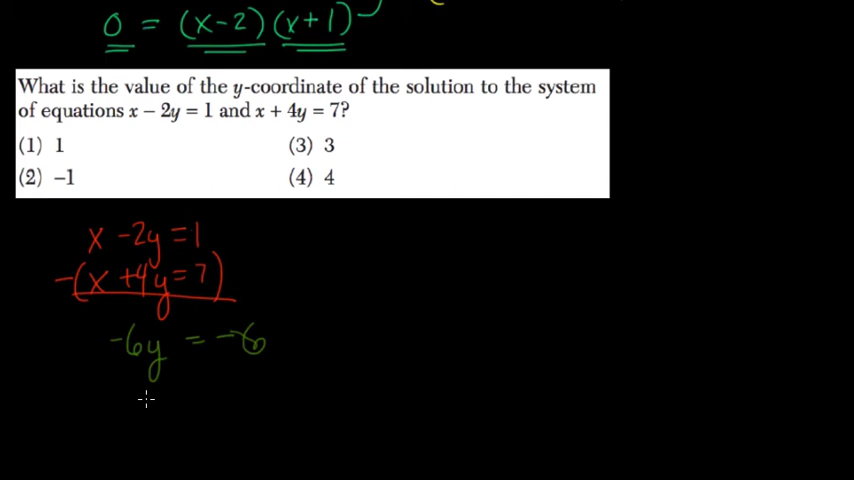 0 = (x-2)(x+1)
What is the value of the y-coordinate of the solution to the system
of equations x – 2y = 1 and x + 4y = 7?
(1) 1 (3) 3
(2) –1 (4) 4
x -2y = 1
-(x +4y = 7)
-6y = -6